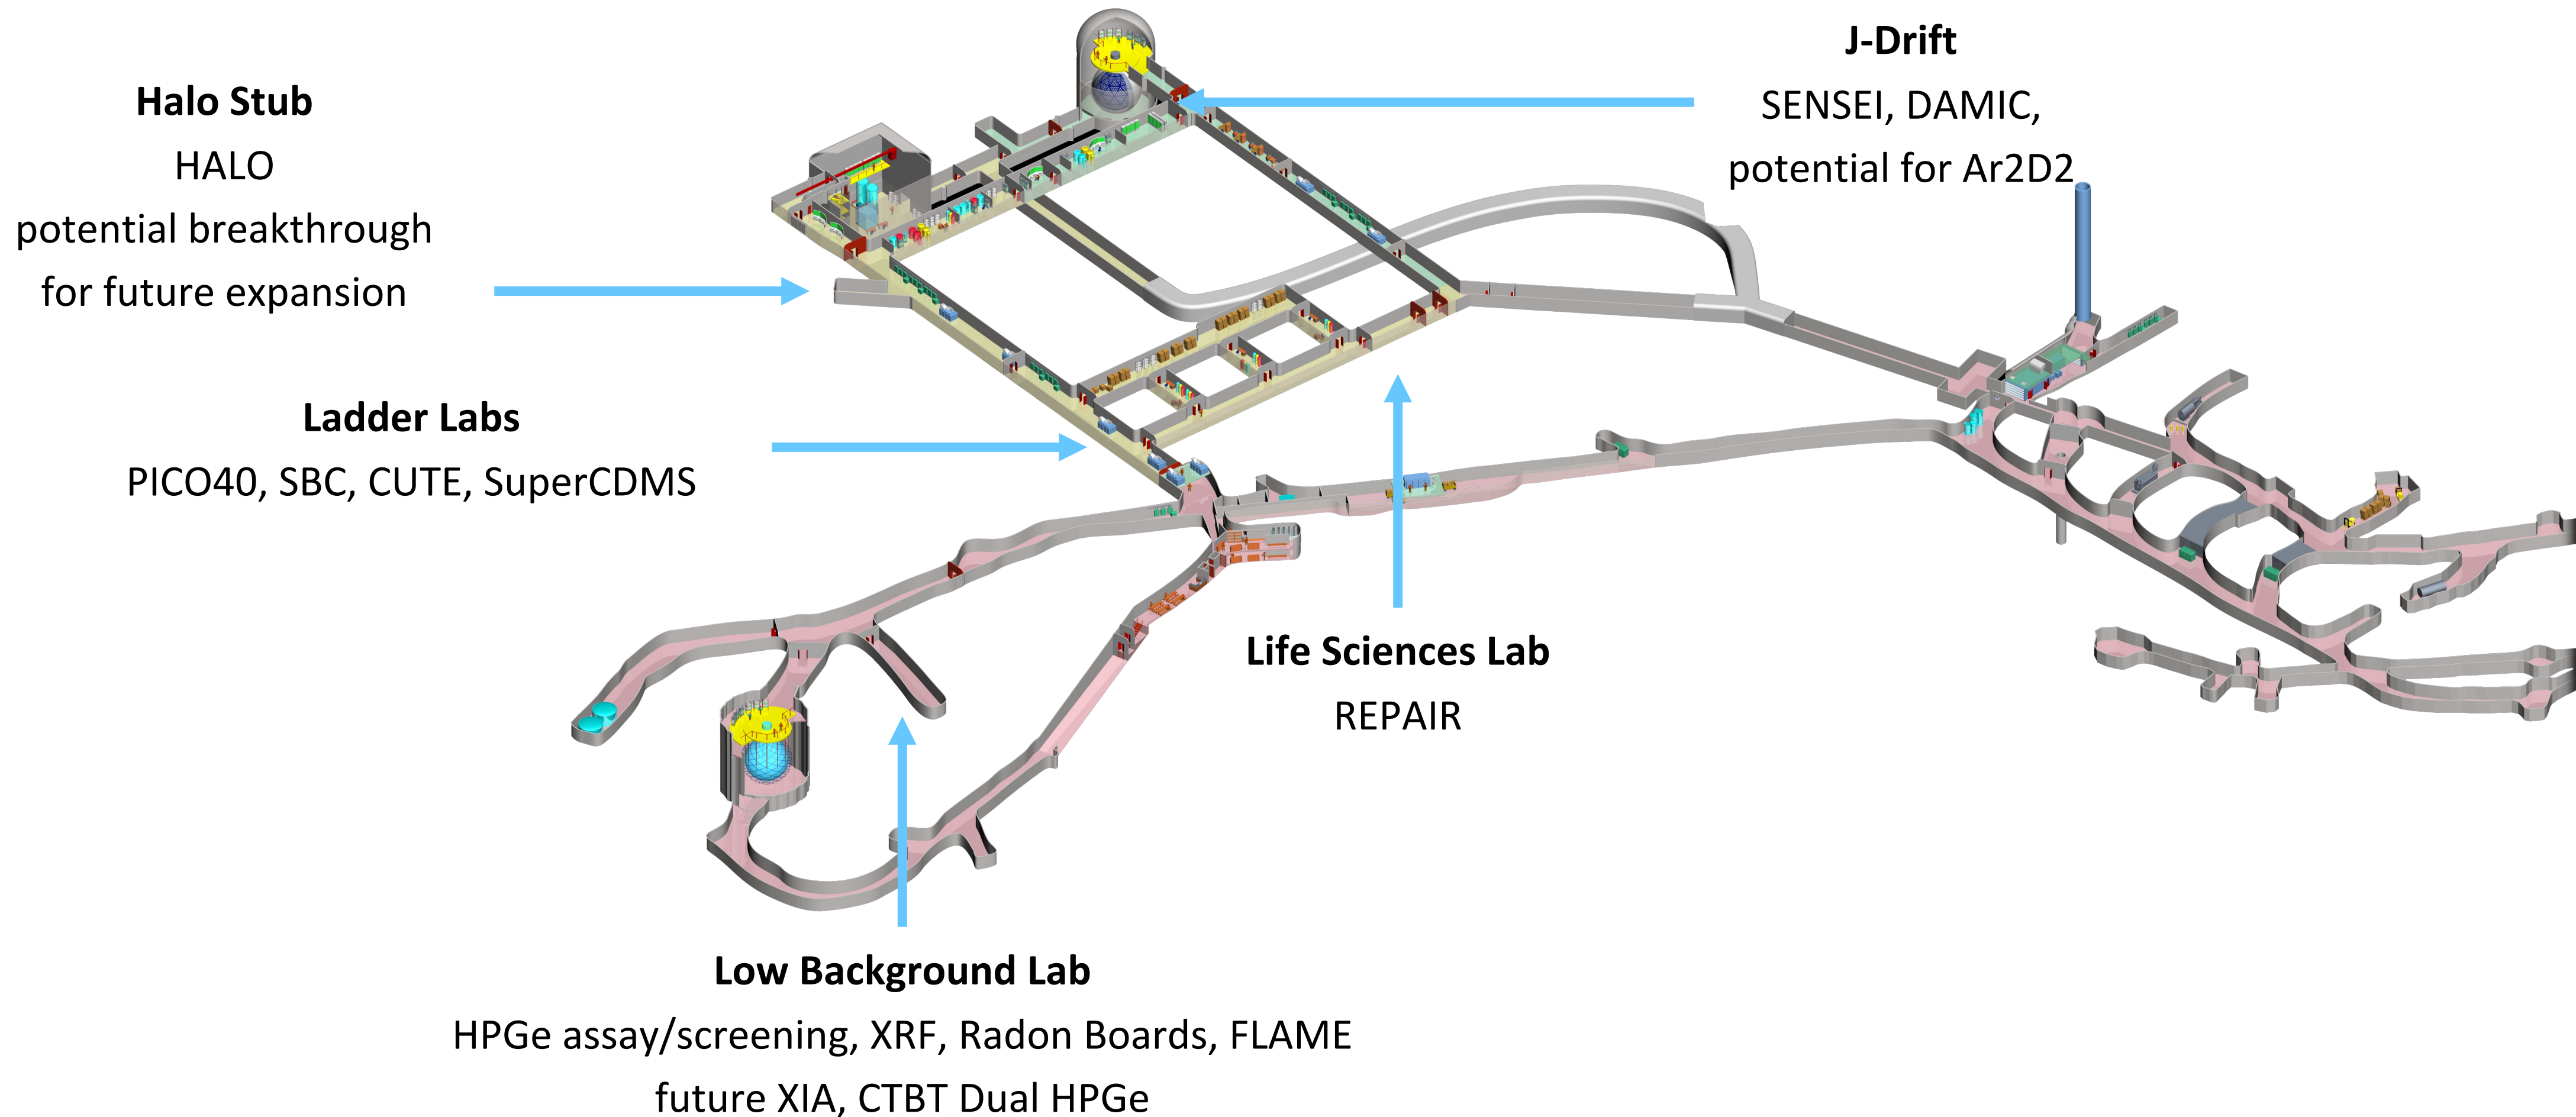 Halo Stub
HALO
potential breakthrough
for future expansion
J-Drift
SENSEI, DAMIC,
potential for Ar2D2
Ladder Labs
PICO40, SBC, CUTE, SuperCDMS
Life Sciences Lab
REPAIR
Low Background Lab
HPGe assay/screening, XRF, Radon Boards, FLAME
future XIA, CTBT Dual HPGe